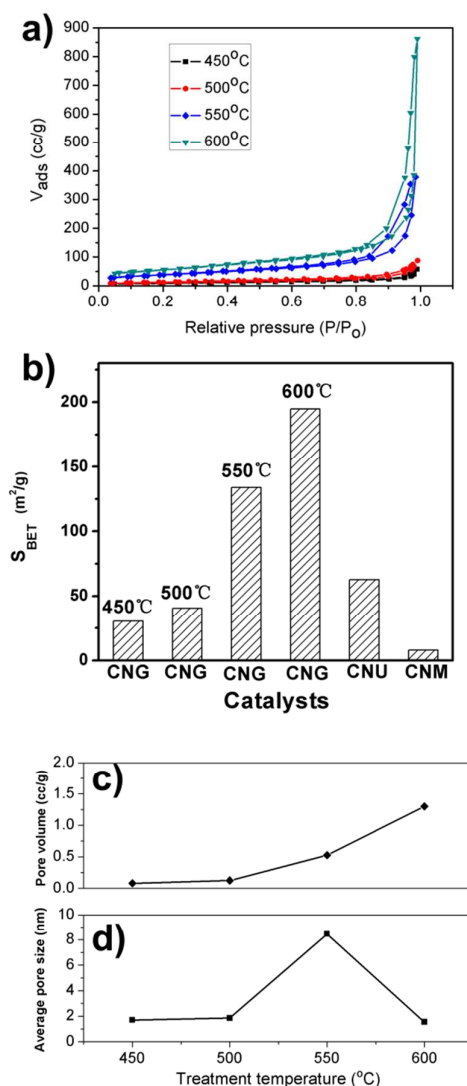 a)
900
800
700
600
500
400
300
200
100
0
V_ads (cc/g)
450°C
500°C
550°C
600°C
0.0 0.2 0.4 0.6 0.8 1.0
Relative pressure (P/P_O)
b)
200
150
100
50
0
S_BET (m²/g)
450℃
500℃
550℃
600℃
CNG CNG CNG CNG CNU CNM
Catalysts
c)
2.0
1.5
1.0
0.5
0.0
Pore volume (cc/g)
d)
10
8
6
4
2
0
Average pore size (nm)
450 500 550 600
Treatment temperature (°C)